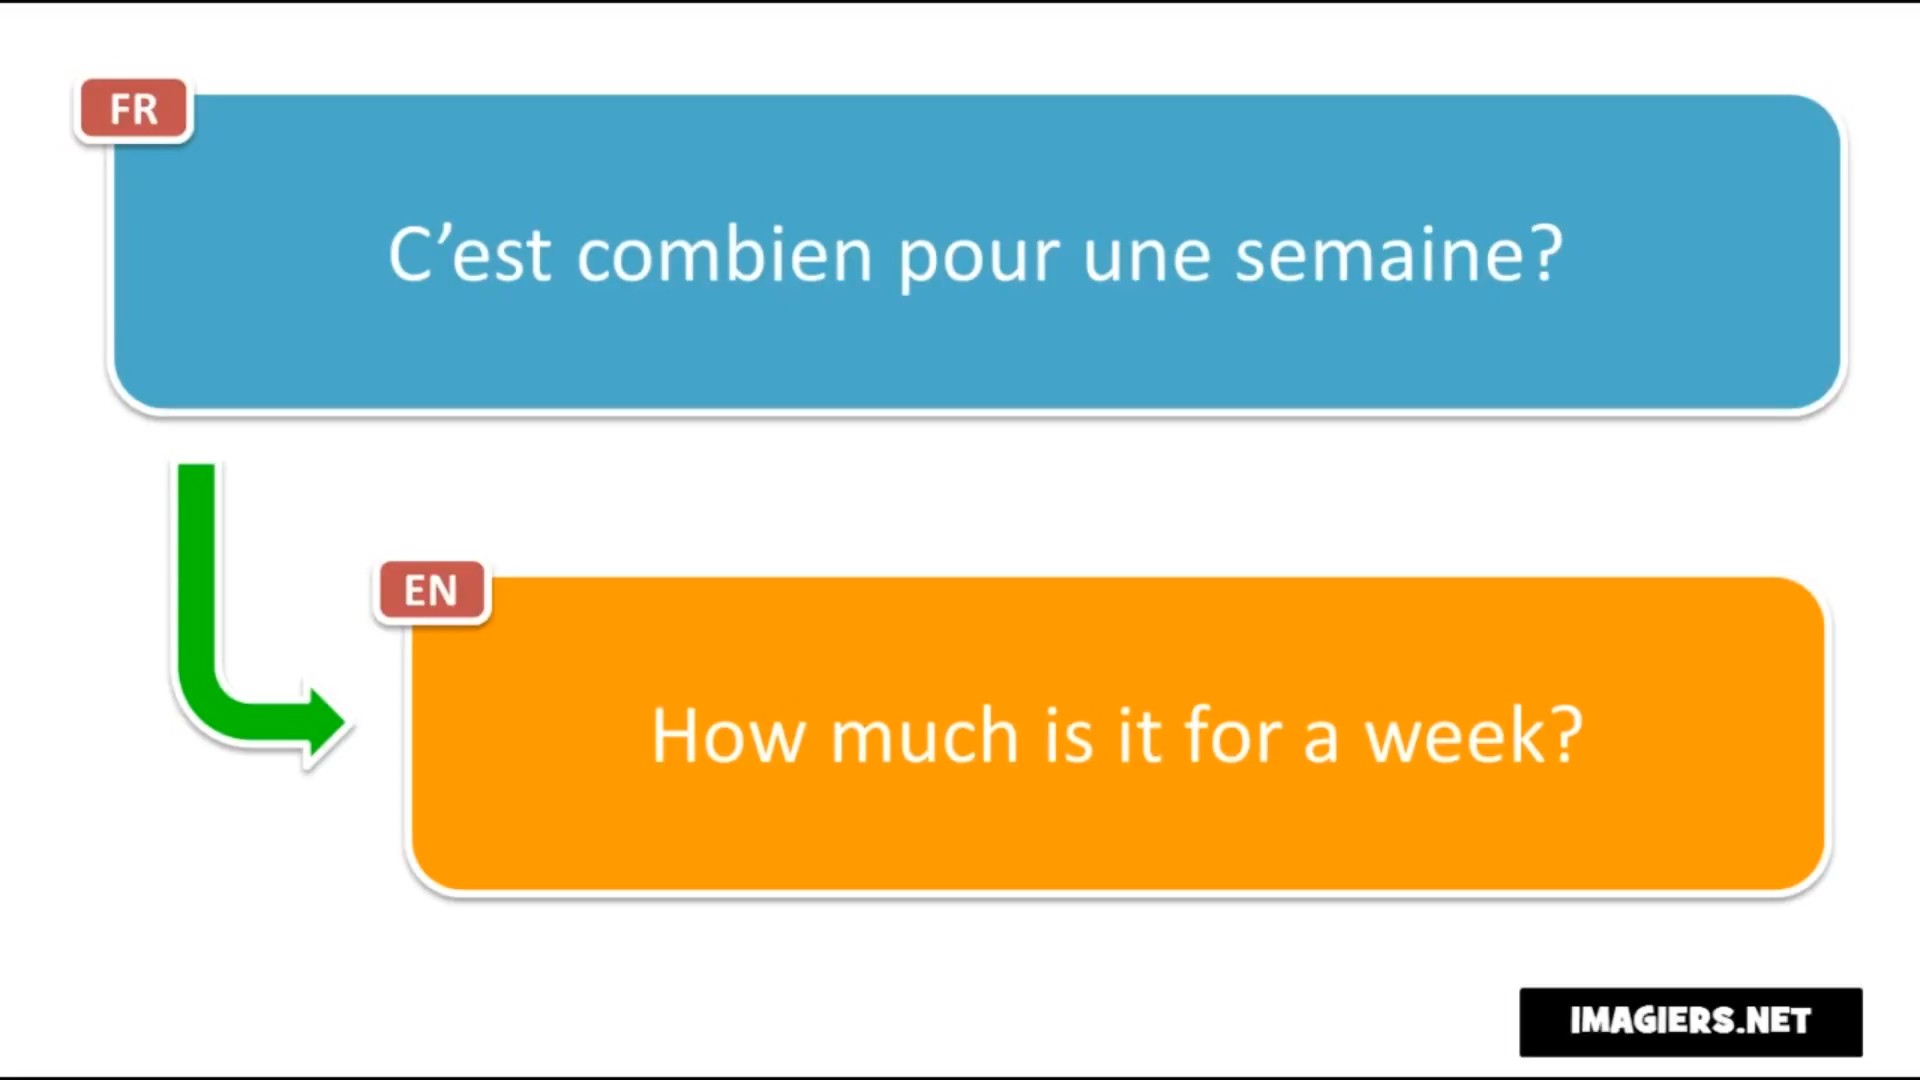 FR
C’est combien pour une semaine?
EN
How much is it for a week?
IMAGIERS.NET